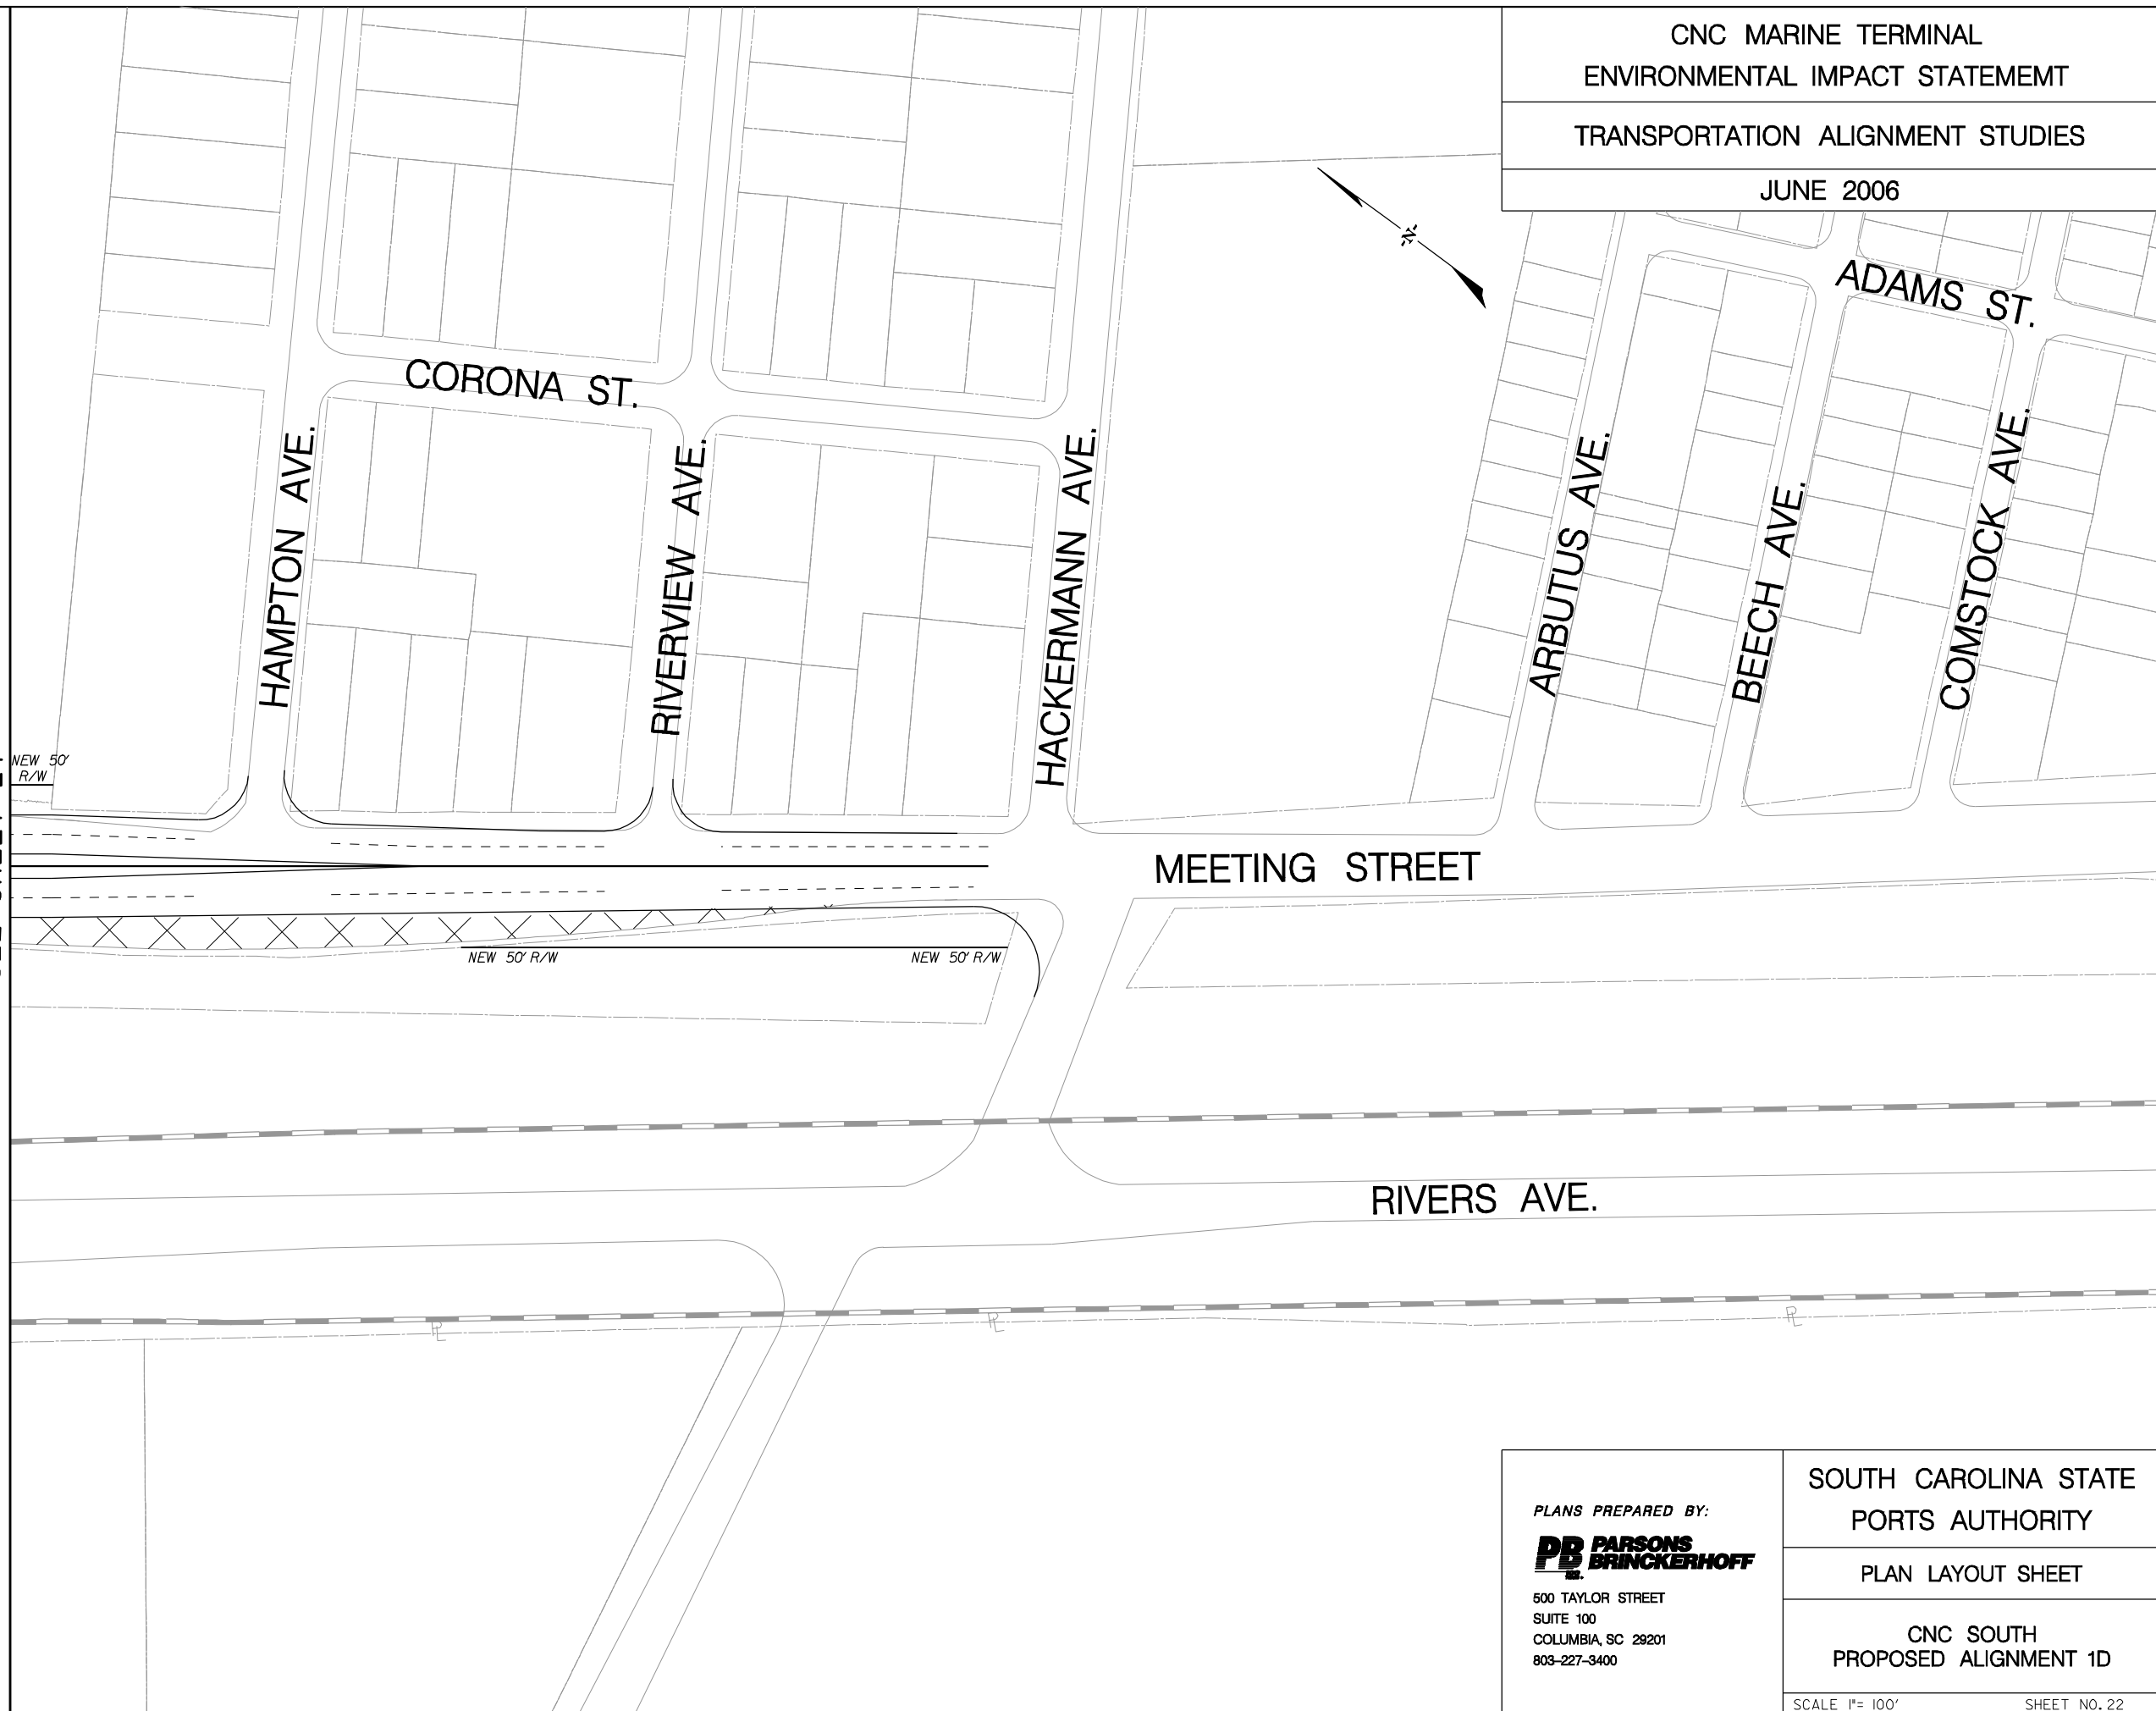 CNC MARINE TERMINAL
ENVIRONMENTAL IMPACT STATEMEMT
TRANSPORTATION ALIGNMENT STUDIES
JUNE 2006
-N-
ADAMS ST.
CORONA ST.
HAMPTON AVE.
RIVERVIEW AVE.
HACKERMANN AVE.
ARBUTUS AVE.
BEECH AVE.
COMSTOCK AVE.
NEW 50'
R/W
MEETING STREET
NEW 50' R/W
NEW 50' R/W
RIVERS AVE.
PL
PL
PL
PLANS PREPARED BY:
PB PARSONS
BRINCKERHOFF
500 TAYLOR STREET
SUITE 100
COLUMBIA, SC 29201
803-227-3400
SOUTH CAROLINA STATE
PORTS AUTHORITY
PLAN LAYOUT SHEET
CNC SOUTH
PROPOSED ALIGNMENT 1D
SCALE 1"= 100'
SHEET NO. 22